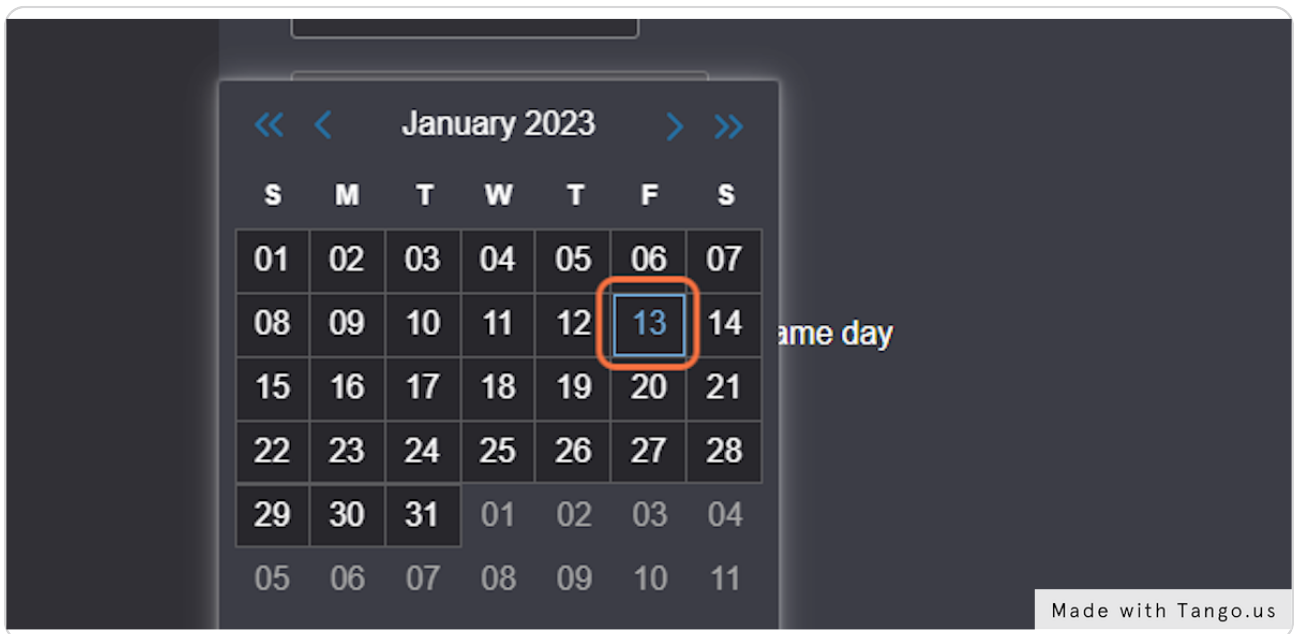 January 2023
S M T W T F S
01 02 03 04 05 06 07
08 09 10 11 12 13 14
day
15 16 17 18 19 20 21
22 23 24 25 26 27 28
29 30 31 01 02 03 04
05 06 07 08 09 10 11
Made with Tango.us